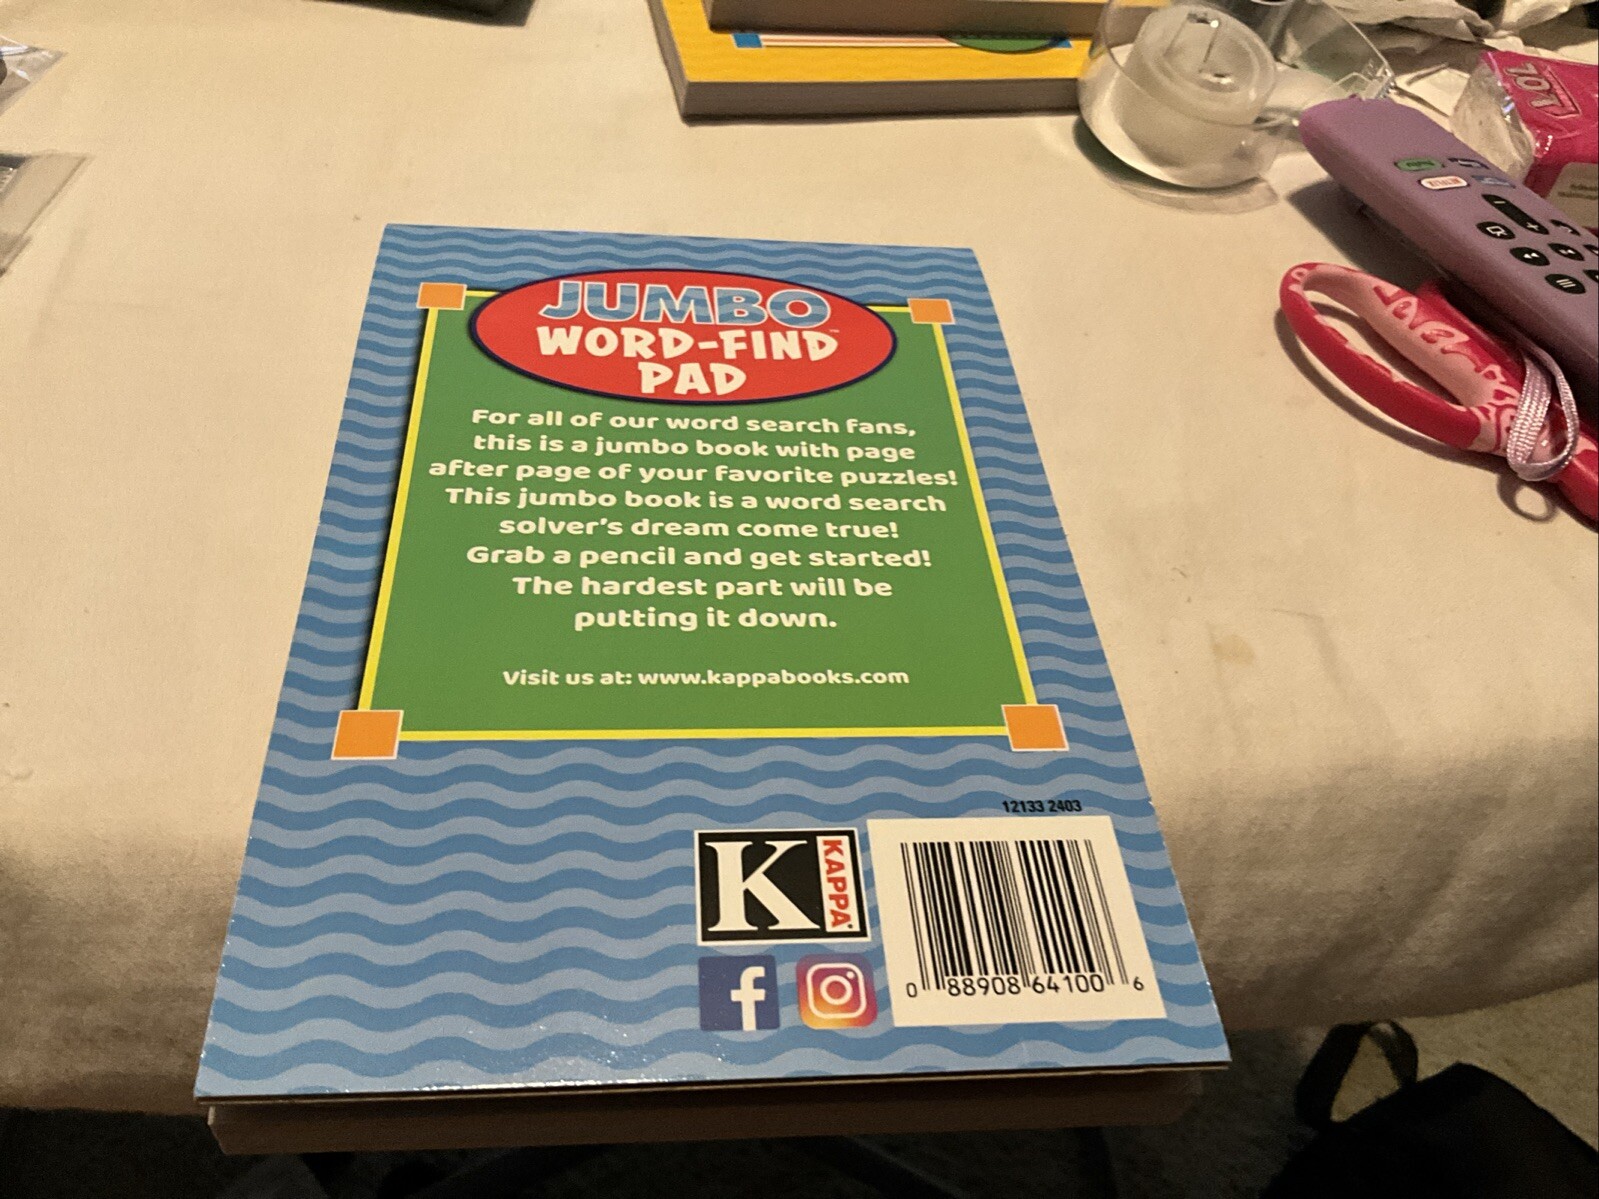 JUMBO
WORD-FIND™
PAD
For all of our word search fans,
this is a jumbo book with page
after page of your favorite puzzles!
This jumbo book is a word search
solver's dream come true!
Grab a pencil and get started!
The hardest part will be
putting it down.
Visit us at: www.kappabooks.com
12133 2403
K
KAPPA®
f
0 88908 64100 6
LOL